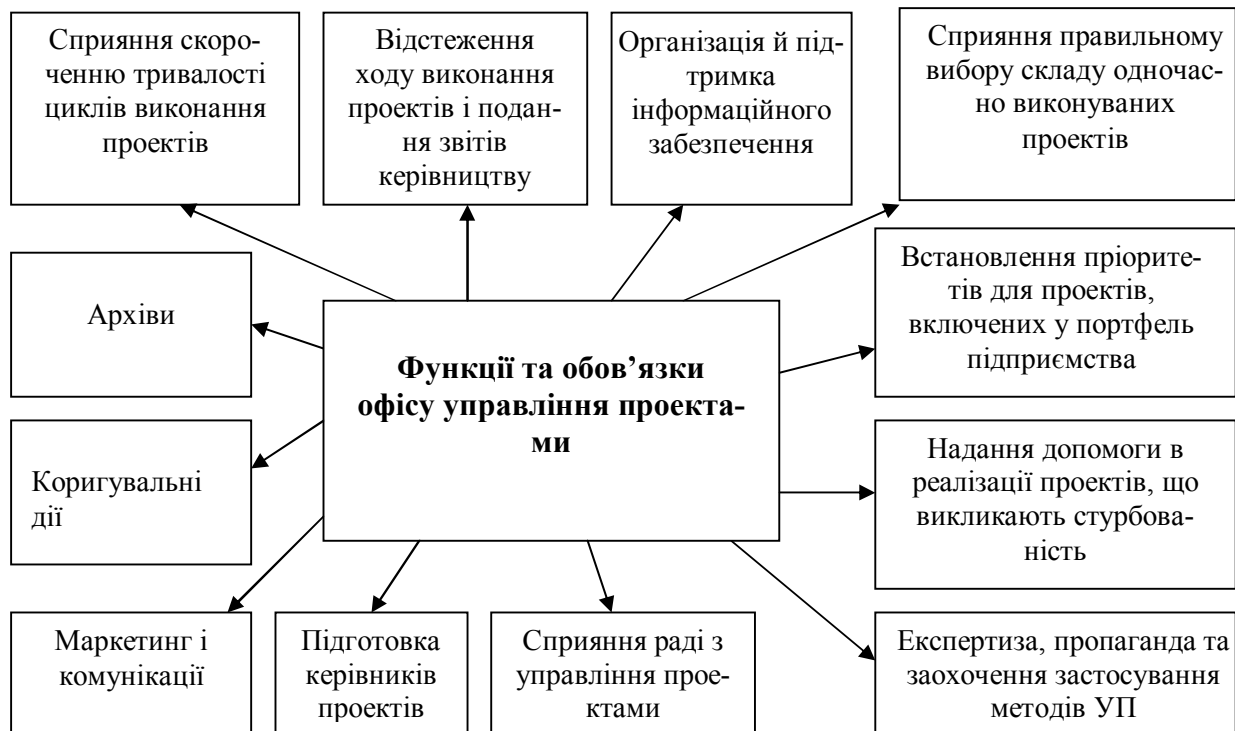 Сприяння скоро-
ченню тривалості
циклів виконання
проектів
Відстеження
ходу виконання
проектів і подан-
ня звітів
керівництву
Організація й під-
тримка
інформаційного
забезпечення
Сприяння правильному
вибору складу одночас-
но виконуваних
проектів
Архіви
Функції та обов’язки
офісу управління проекта-
ми
Встановлення пріорите-
тів для проектів,
включених у портфель
підприємства
Коригувальні
дії
Надання допомоги в
реалізації проектів, що
викликають стурбова-
ність
Маркетинг і
комунікації
Підготовка
керівників
проектів
Сприяння раді з
управління прое-
ктами
Експертиза, пропаганда та
заохочення застосування
методів УП